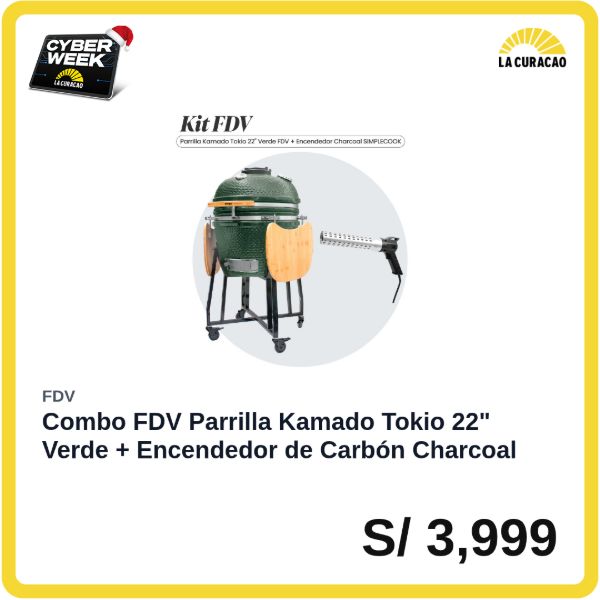 CYBER
WEEK
LA CURACAO
LA CURACAO
Kit FDV
Parrilla Kamado Tokio 22" Verde FDV + Encendedor Charcoal SIMPLECOOK
FDV
Combo FDV Parrilla Kamado Tokio 22"
Verde + Encendedor de Carbón Charcoal
S/ 3,999